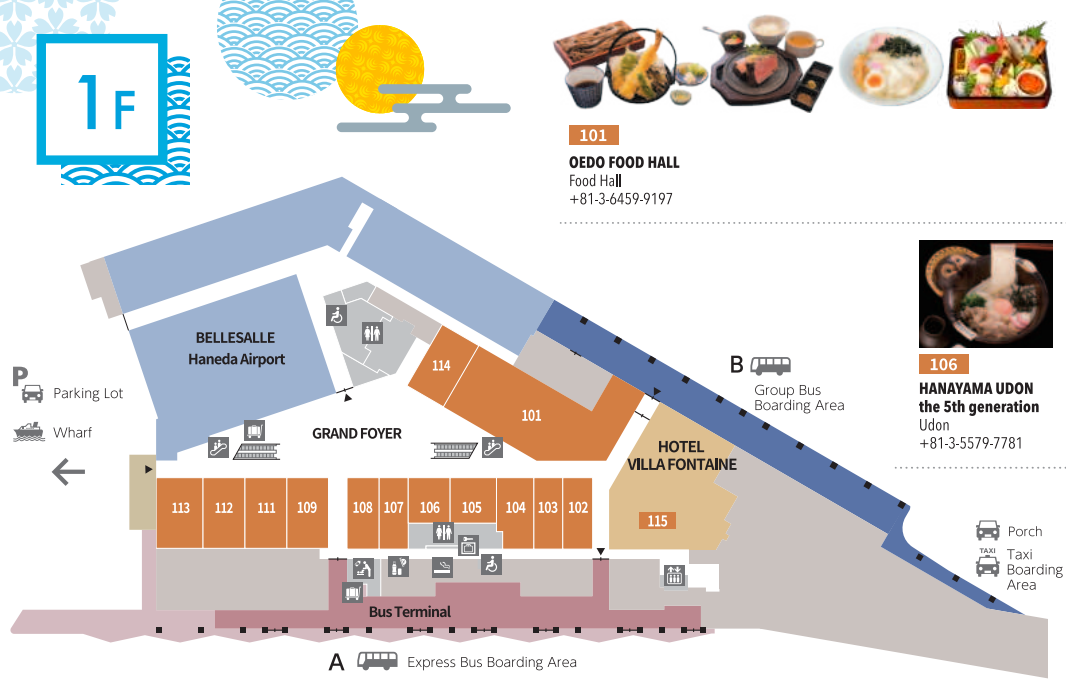 1F
101
OEDO FOOD HALL
Food Hall
+81-3-6459-9197
106
HANAYAMA UDON
the 5th generation
Udon
+81-3-5579-7781
BELLESALLE
Haneda Airport
P
Parking Lot
Wharf
GRAND FOYER
114
101
B
Group Bus
Boarding Area
HOTEL
VILLA FONTAINE
115
113
112
111
109
108
107
106
105
104
103
102
Porch
TAXI
Taxi
Boarding
Area
Bus Terminal
A
Express Bus Boarding Area